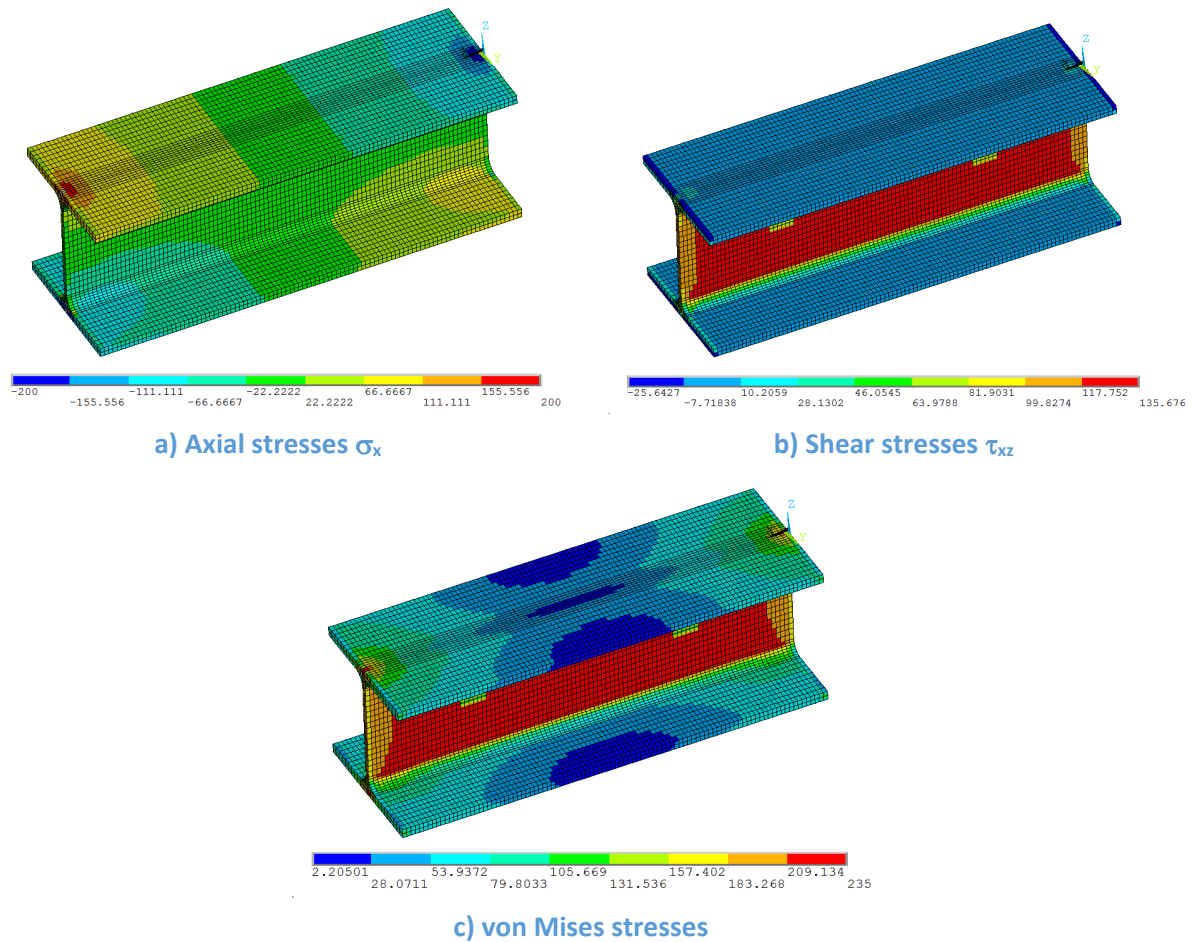 Z
Y
Z
Y
-200 -111.111 -22.2222 66.6667 155.556
-155.556 -66.6667 22.2222 111.111 200
-25.6427 10.2059 46.0545 81.9031 117.752
-7.71838 28.1302 63.9788 99.8274 135.676
a) Axial stresses σx
b) Shear stresses τxz
Z
Y
2.20501 53.9372 105.669 157.402 209.134
28.0711 79.8033 131.536 183.268 235
c) von Mises stresses